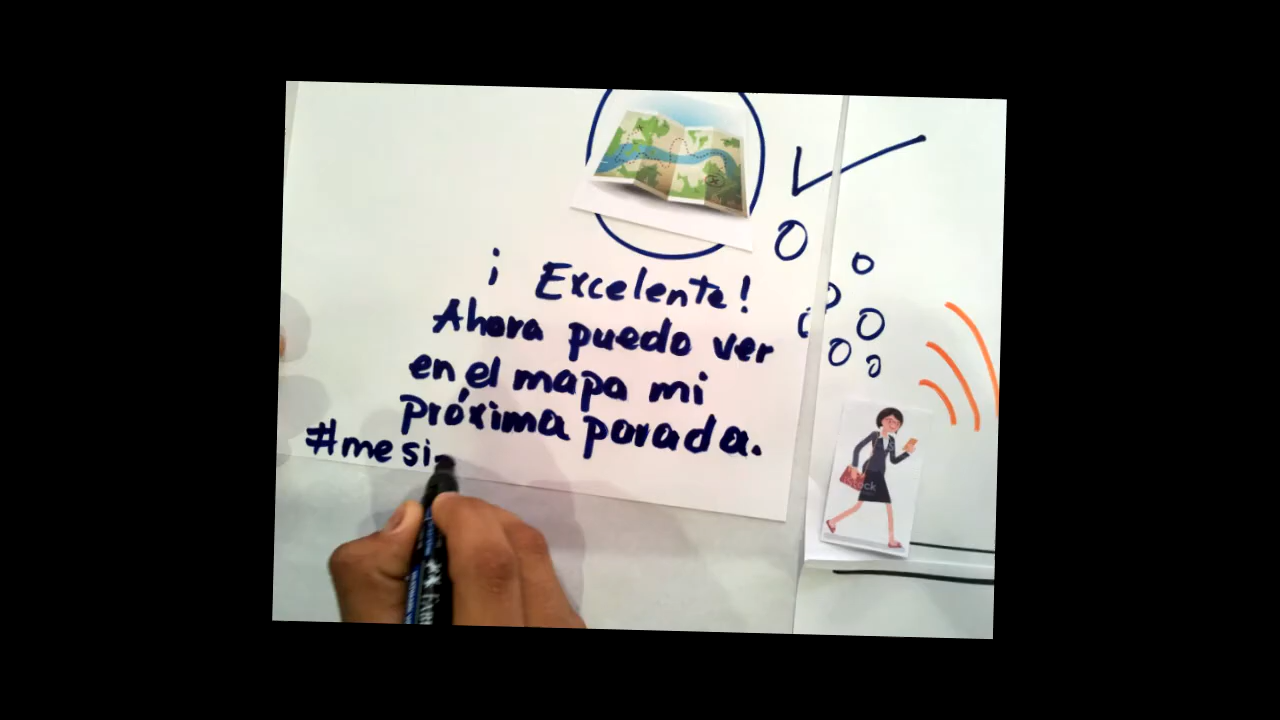 ¡ Excelente!
Ahora puedo ver
en el mapa mi
próxima parada.
#mesi